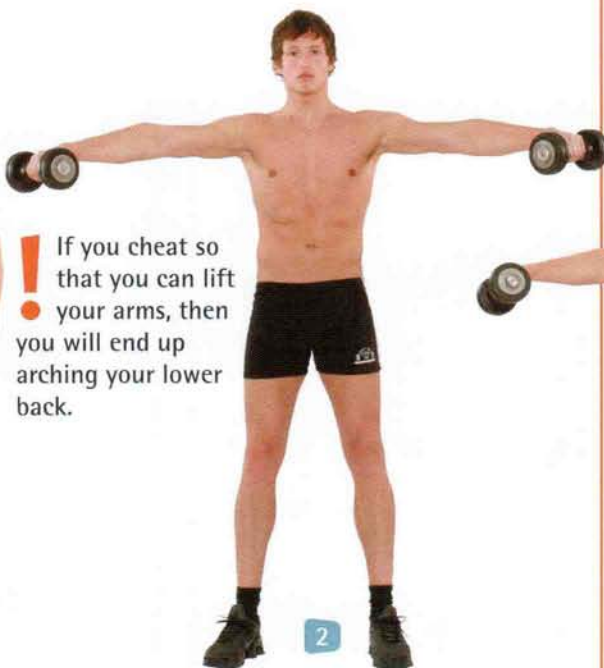 ! If you cheat so
that you can lift
your arms, then
you will end up
arching your lower
back.
2